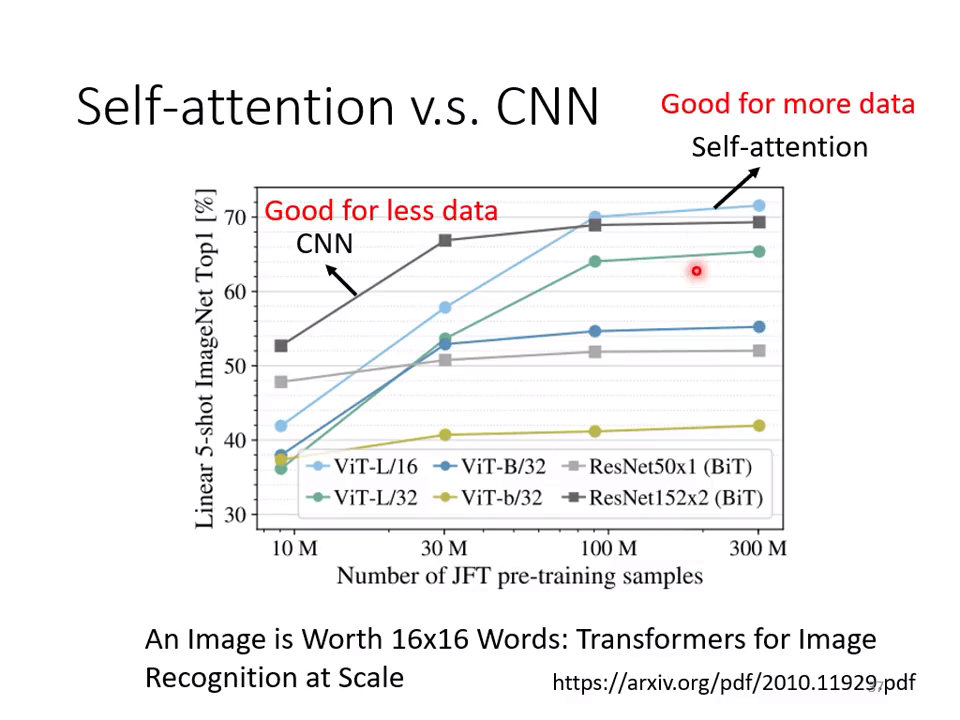 Self-attention v.s. CNN
Good for more data
Self-attention
Good for less data
CNN
Linear 5-shot ImageNet Top1 [%]
70
60
50
40
30
ViT-L/16 ViT-B/32 ResNet50x1 (BiT)
ViT-L/32 ViT-b/32 ResNet152x2 (BiT)
10 M 30 M 100 M 300 M
Number of JFT pre-training samples
An Image is Worth 16x16 Words: Transformers for Image
Recognition at Scale
https://arxiv.org/pdf/2010.11929.pdf
37